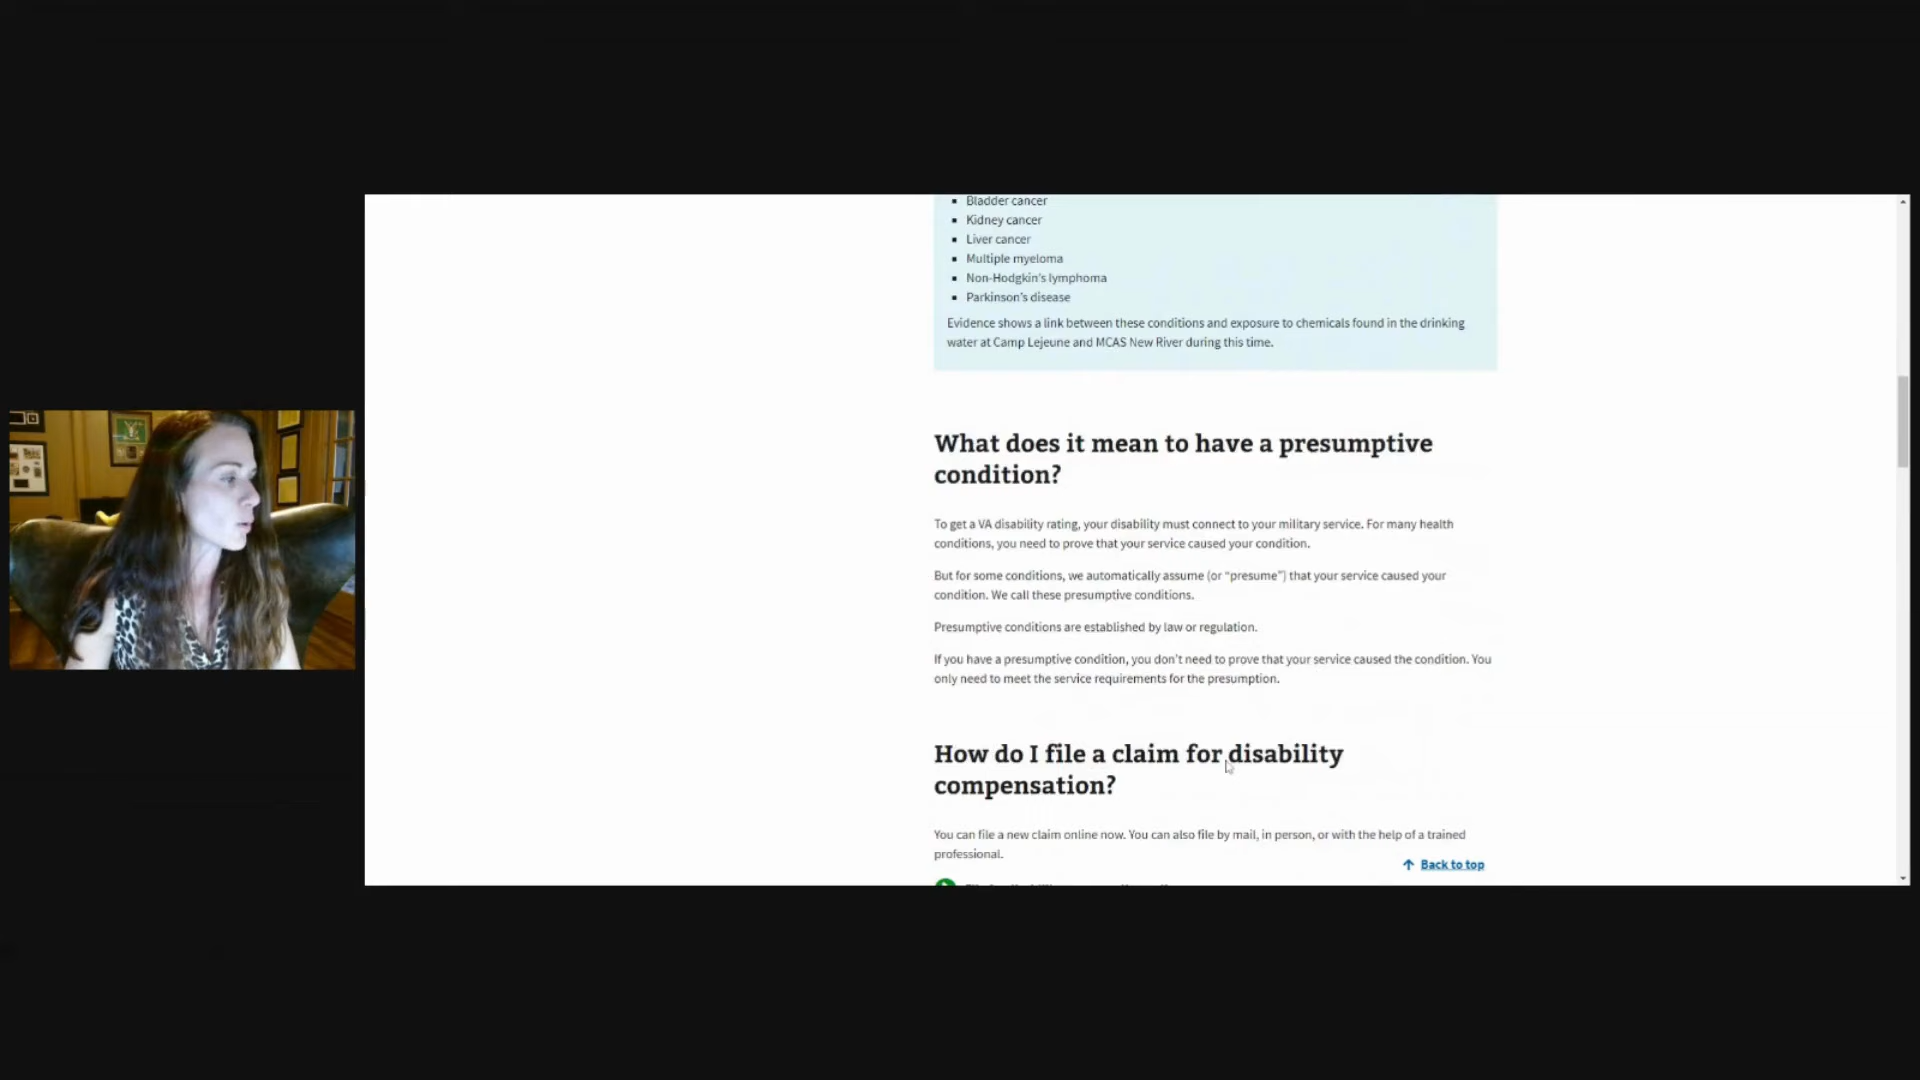 Bladder cancer
Kidney cancer
Liver cancer
Multiple myeloma
Non-Hodgkin's lymphoma
Parkinson's disease
Evidence shows a link between these conditions and exposure to chemicals found in the drinking
water at Camp Lejeune and MCAS New River during this time.
What does it mean to have a presumptive
condition?
To get a VA disability rating, your disability must connect to your military service. For many health
conditions, you need to prove that your service caused your condition.
But for some conditions, we automatically assume (or “presume”) that your service caused your
condition. We call these presumptive conditions.
Presumptive conditions are established by law or regulation.
If you have a presumptive condition, you don't need to prove that your service caused the condition. You
only need to meet the service requirements for the presumption.
How do I file a claim for disability
compensation?
You can file a new claim online now. You can also file by mail, in person, or with the help of a trained
professional.
Back to top